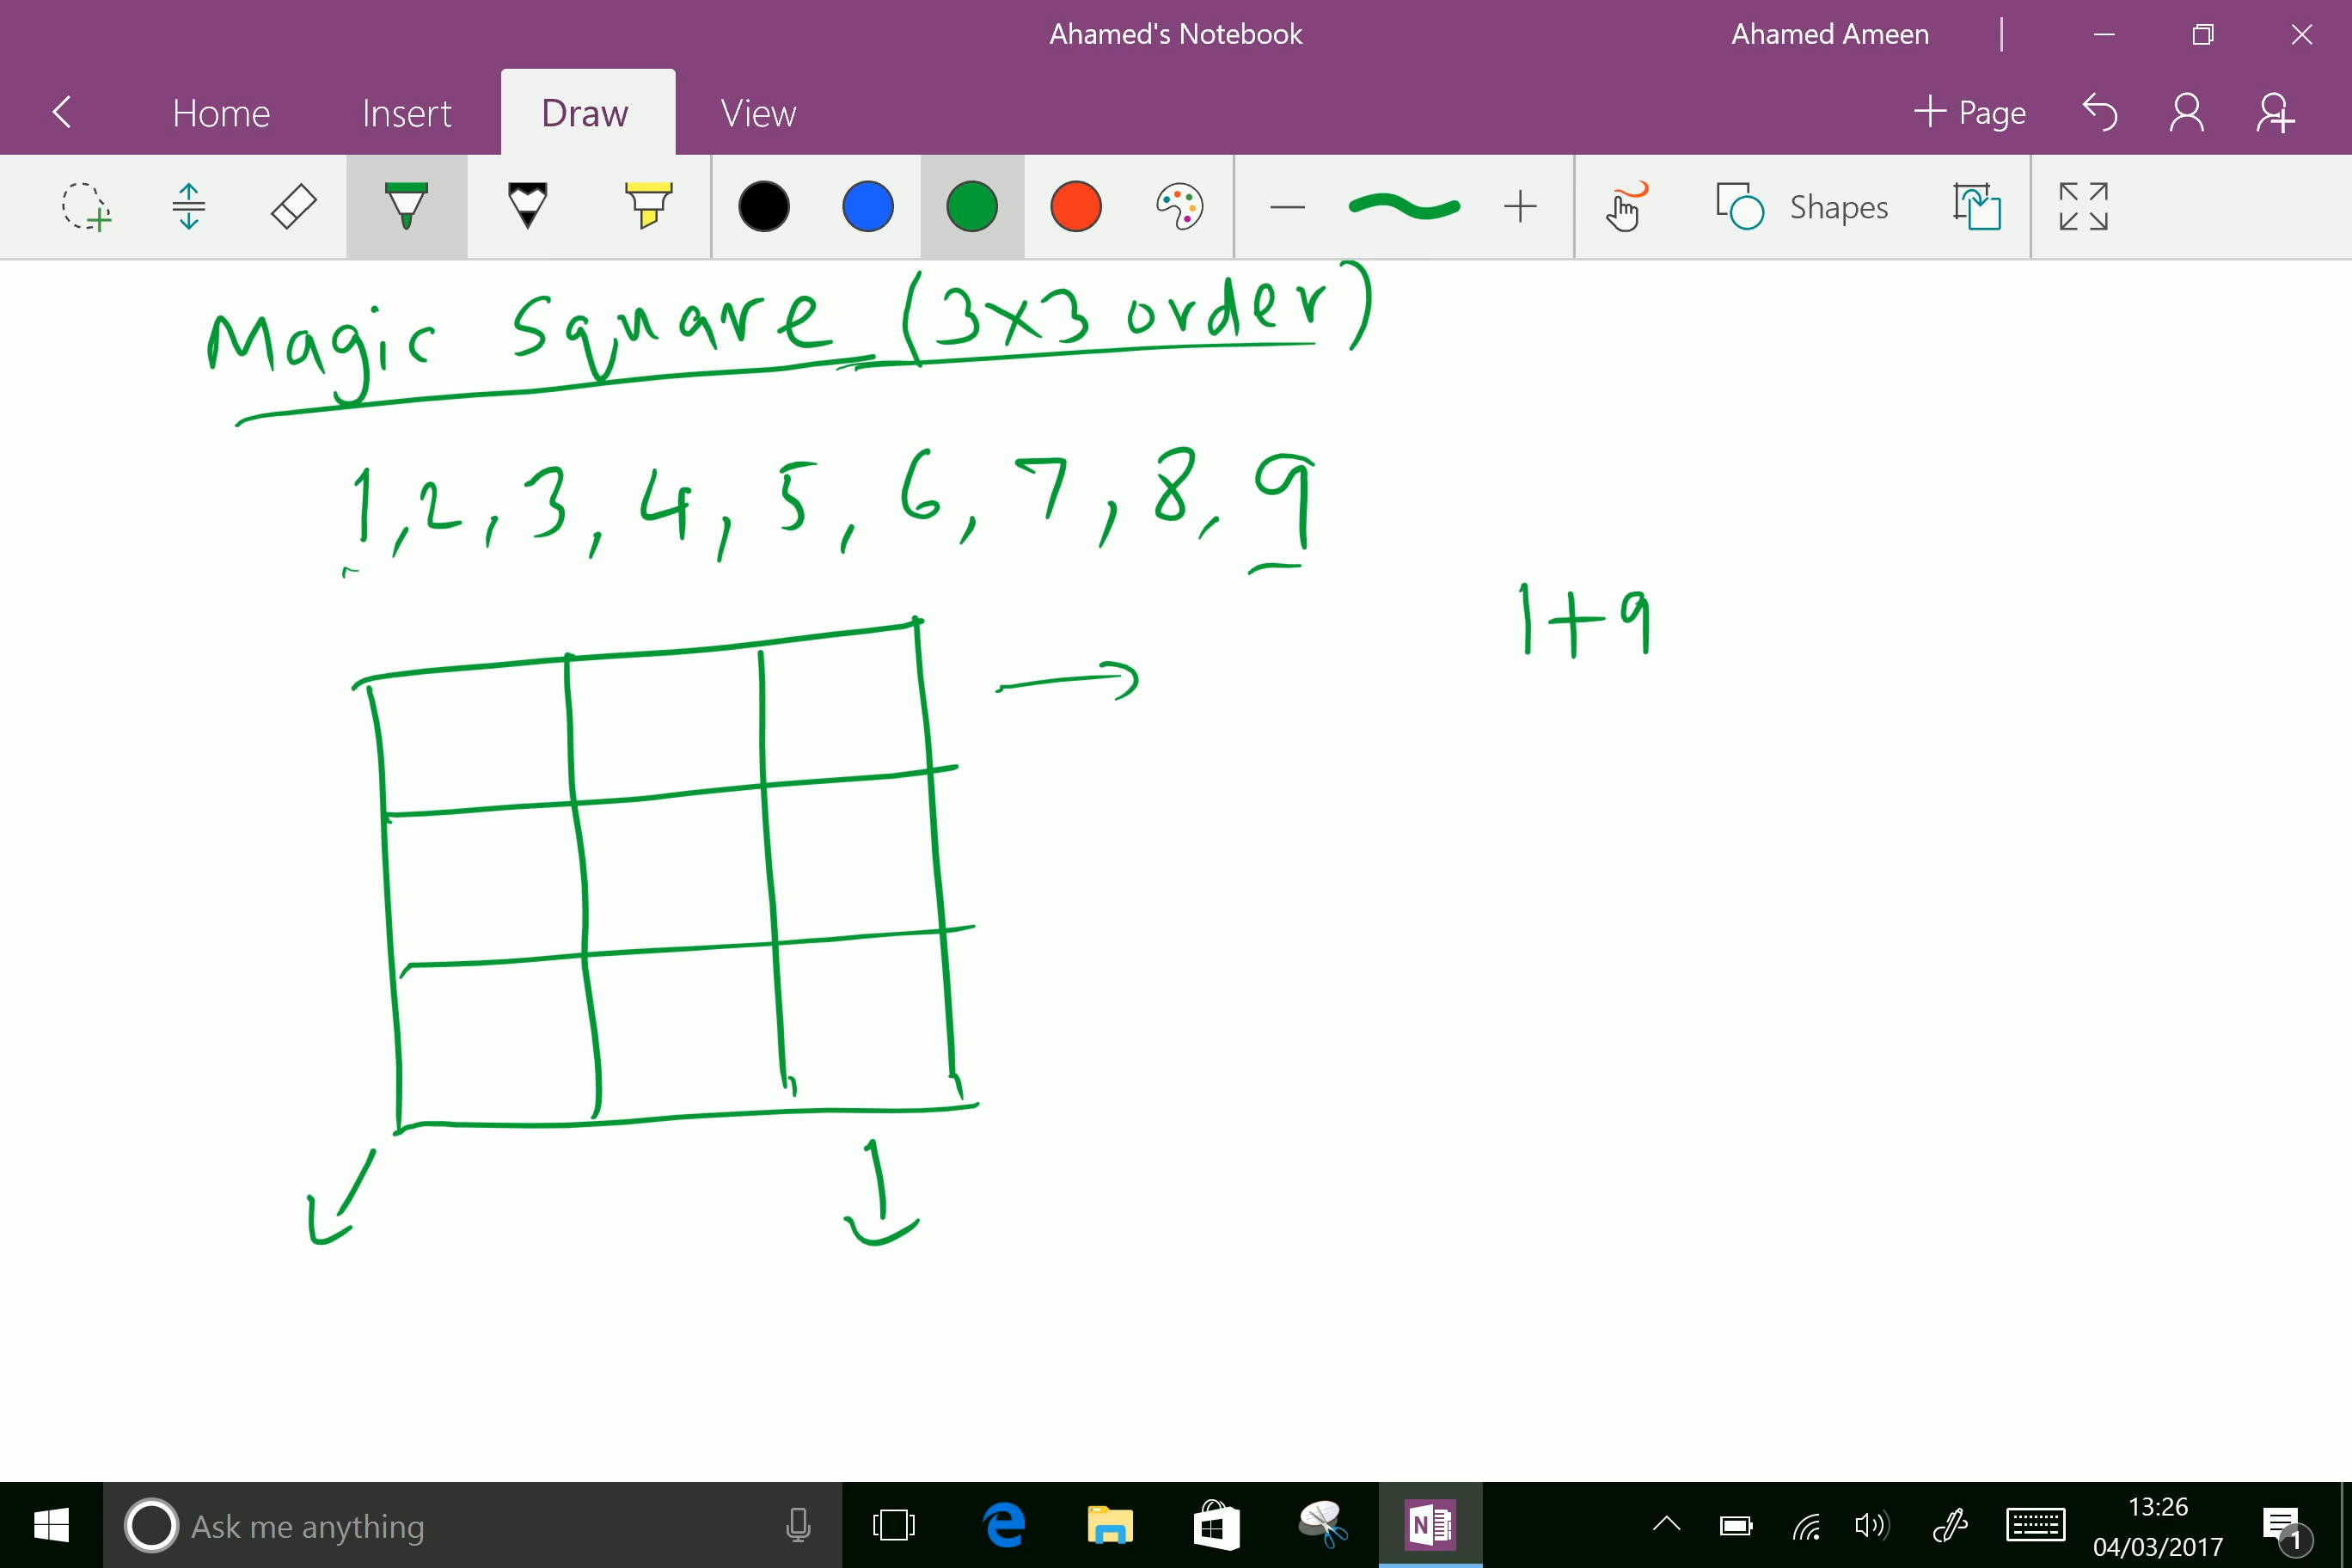 Ahamed's Notebook
Ahamed Ameen
Home Insert Draw View
Page
Shapes
Magic Square (3x3 order)
1, 2, 3, 4, 5, 6, 7, 8, 9
1+9
Ask me anything
N
13:26
04/03/2017
1